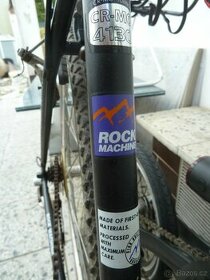 CR-MO
4130
ROCK
MACHINE
MADE OF FIRST-
MATERIALS.
PROCESSED
WITH
MAXIMUM
CARE.